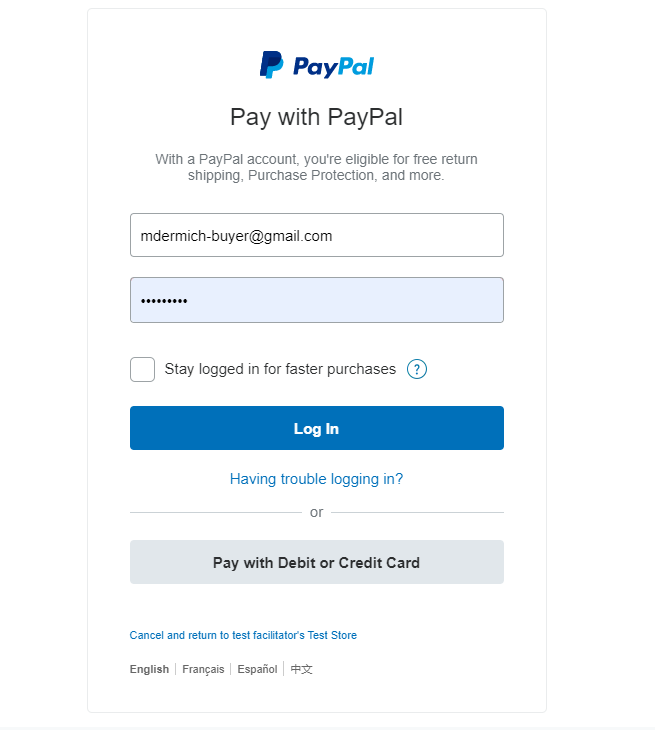 PayPal
Pay with PayPal
With a PayPal account, you're eligible for free return
shipping, Purchase Protection, and more.
mdermich-buyer@gmail.com
•••••••••
Stay logged in for faster purchases ?
Log In
Having trouble logging in?
or
Pay with Debit or Credit Card
Cancel and return to test facilitator's Test Store
English Français Español 中文